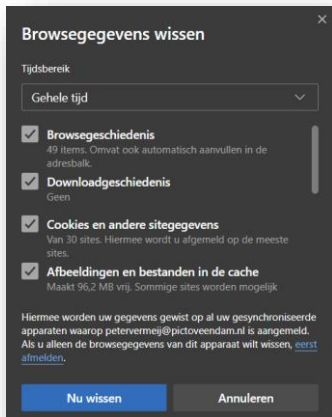 Browsegegevens wissen
Tijdsbereik
Gehele tijd
Browsegeschiedenis
49 items. Omvat ook automatisch aanvullen in de
adresbalk.
Downloadgeschiedenis
Geen
Cookies en andere sitegegevens
Van 30 sites. Hiermee wordt u afgemeld op de meeste
sites.
Afbeeldingen en bestanden in de cache
Maakt 96,2 MB vrij. Sommige sites worden mogelijk
Hiermee worden uw gegevens gewist op al uw gesynchroniseerde
apparaten waarop petervermeij@pictoveendam.nl is aangemeld.
Als u alleen de browsegegevens van dit apparaat wilt wissen, eerst
afmelden.
Nu wissen
Annuleren